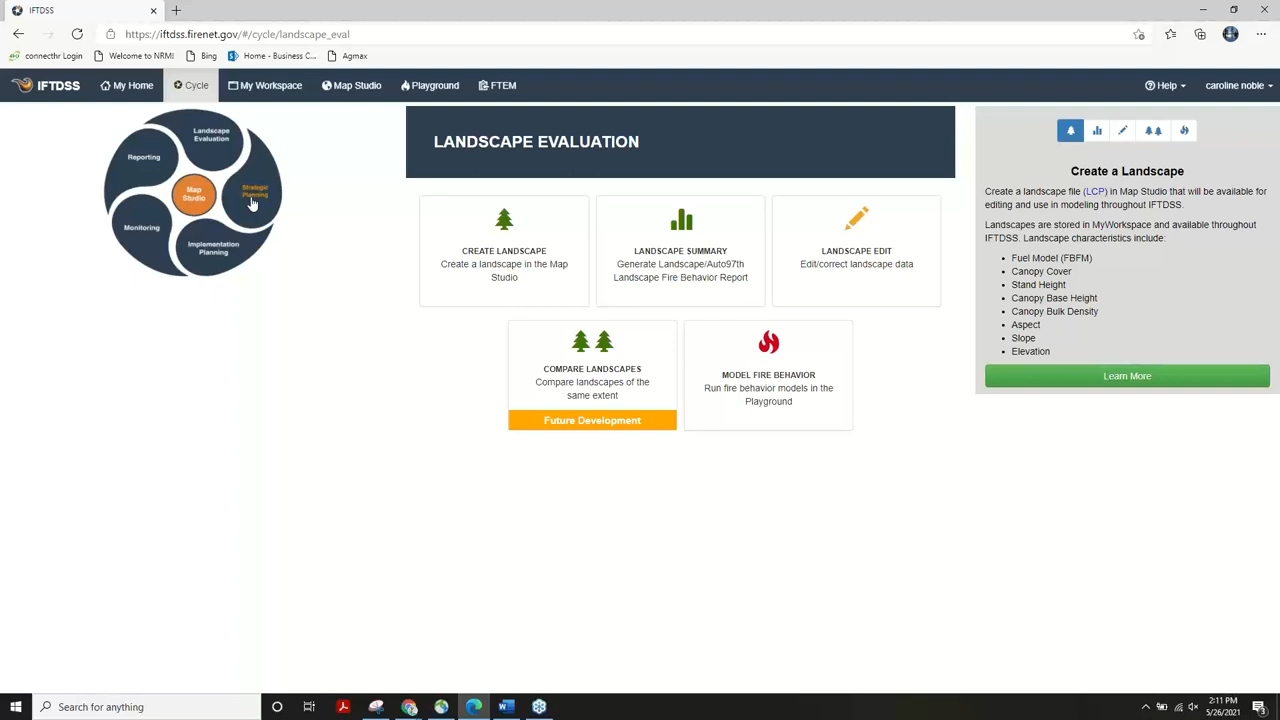 IFTDSS
https://iftdss.firenet.gov/#/cycle/landscape_eval
connecthr Login
Welcome to NRMI
Bing
Home - Business C...
Agmax
IFTDSS
My Home
Cycle
My Workspace
Map Studio
Playground
FTEM
Help
caroline noble
Landscape
Evaluation
Reporting
Map
Studio
Strategic
Planning
Monitoring
Implementation
Planning
LANDSCAPE EVALUATION
CREATE LANDSCAPE
Create a landscape in the Map
Studio
LANDSCAPE SUMMARY
Generate Landscape/Auto97th
Landscape Fire Behavior Report
LANDSCAPE EDIT
Edit/correct landscape data
COMPARE LANDSCAPES
Compare landscapes of the
same extent
Future Development
MODEL FIRE BEHAVIOR
Run fire behavior models in the
Playground
Create a Landscape
Create a landscape file (LCP) in Map Studio that will be available for
editing and use in modeling throughout IFTDSS.
Landscapes are stored in MyWorkspace and available throughout
IFTDSS. Landscape characteristics include:
• Fuel Model (FBFM)
• Canopy Cover
• Stand Height
• Canopy Base Height
• Canopy Bulk Density
• Aspect
• Slope
• Elevation
Learn More
Search for anything
2:11 PM
5/26/2021
3